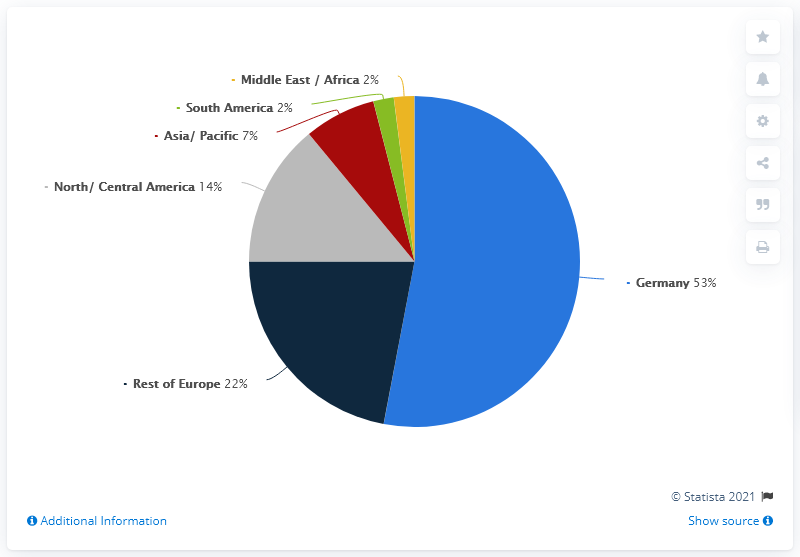 Middle East / Africa 2%
South America 2%
Asia/ Pacific 7%
North/ Central America 14%
Germany 53%
Rest of Europe 22%
© Statista 2021
Additional Information
Show source